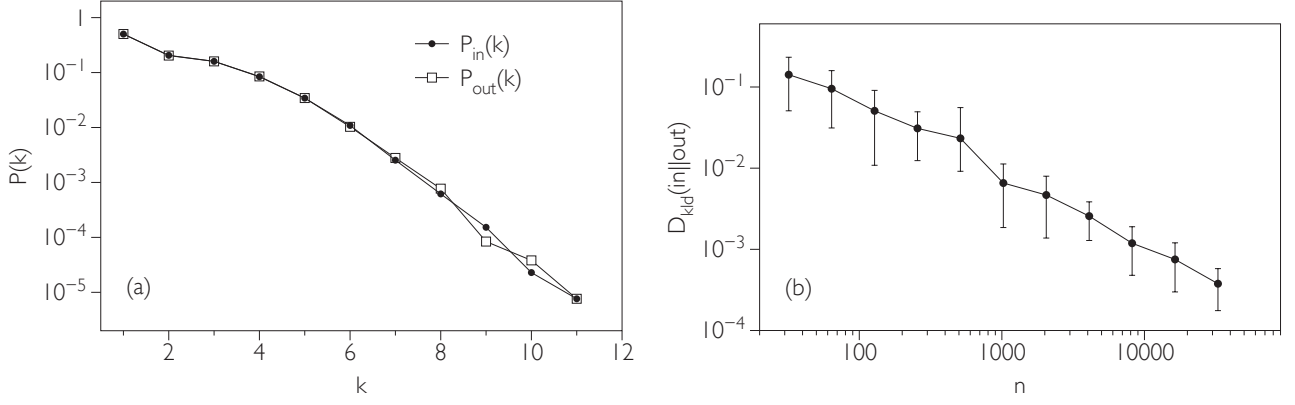 1
10⁻¹
10⁻²
10⁻³
10⁻⁴
10⁻⁵
P(k)
P_in(k)
P_out(k)
(a)
2 4 6 8 10 12
k
10⁻¹
10⁻²
10⁻³
10⁻⁴
D_kld(in||out)
(b)
100 1000 10000
n